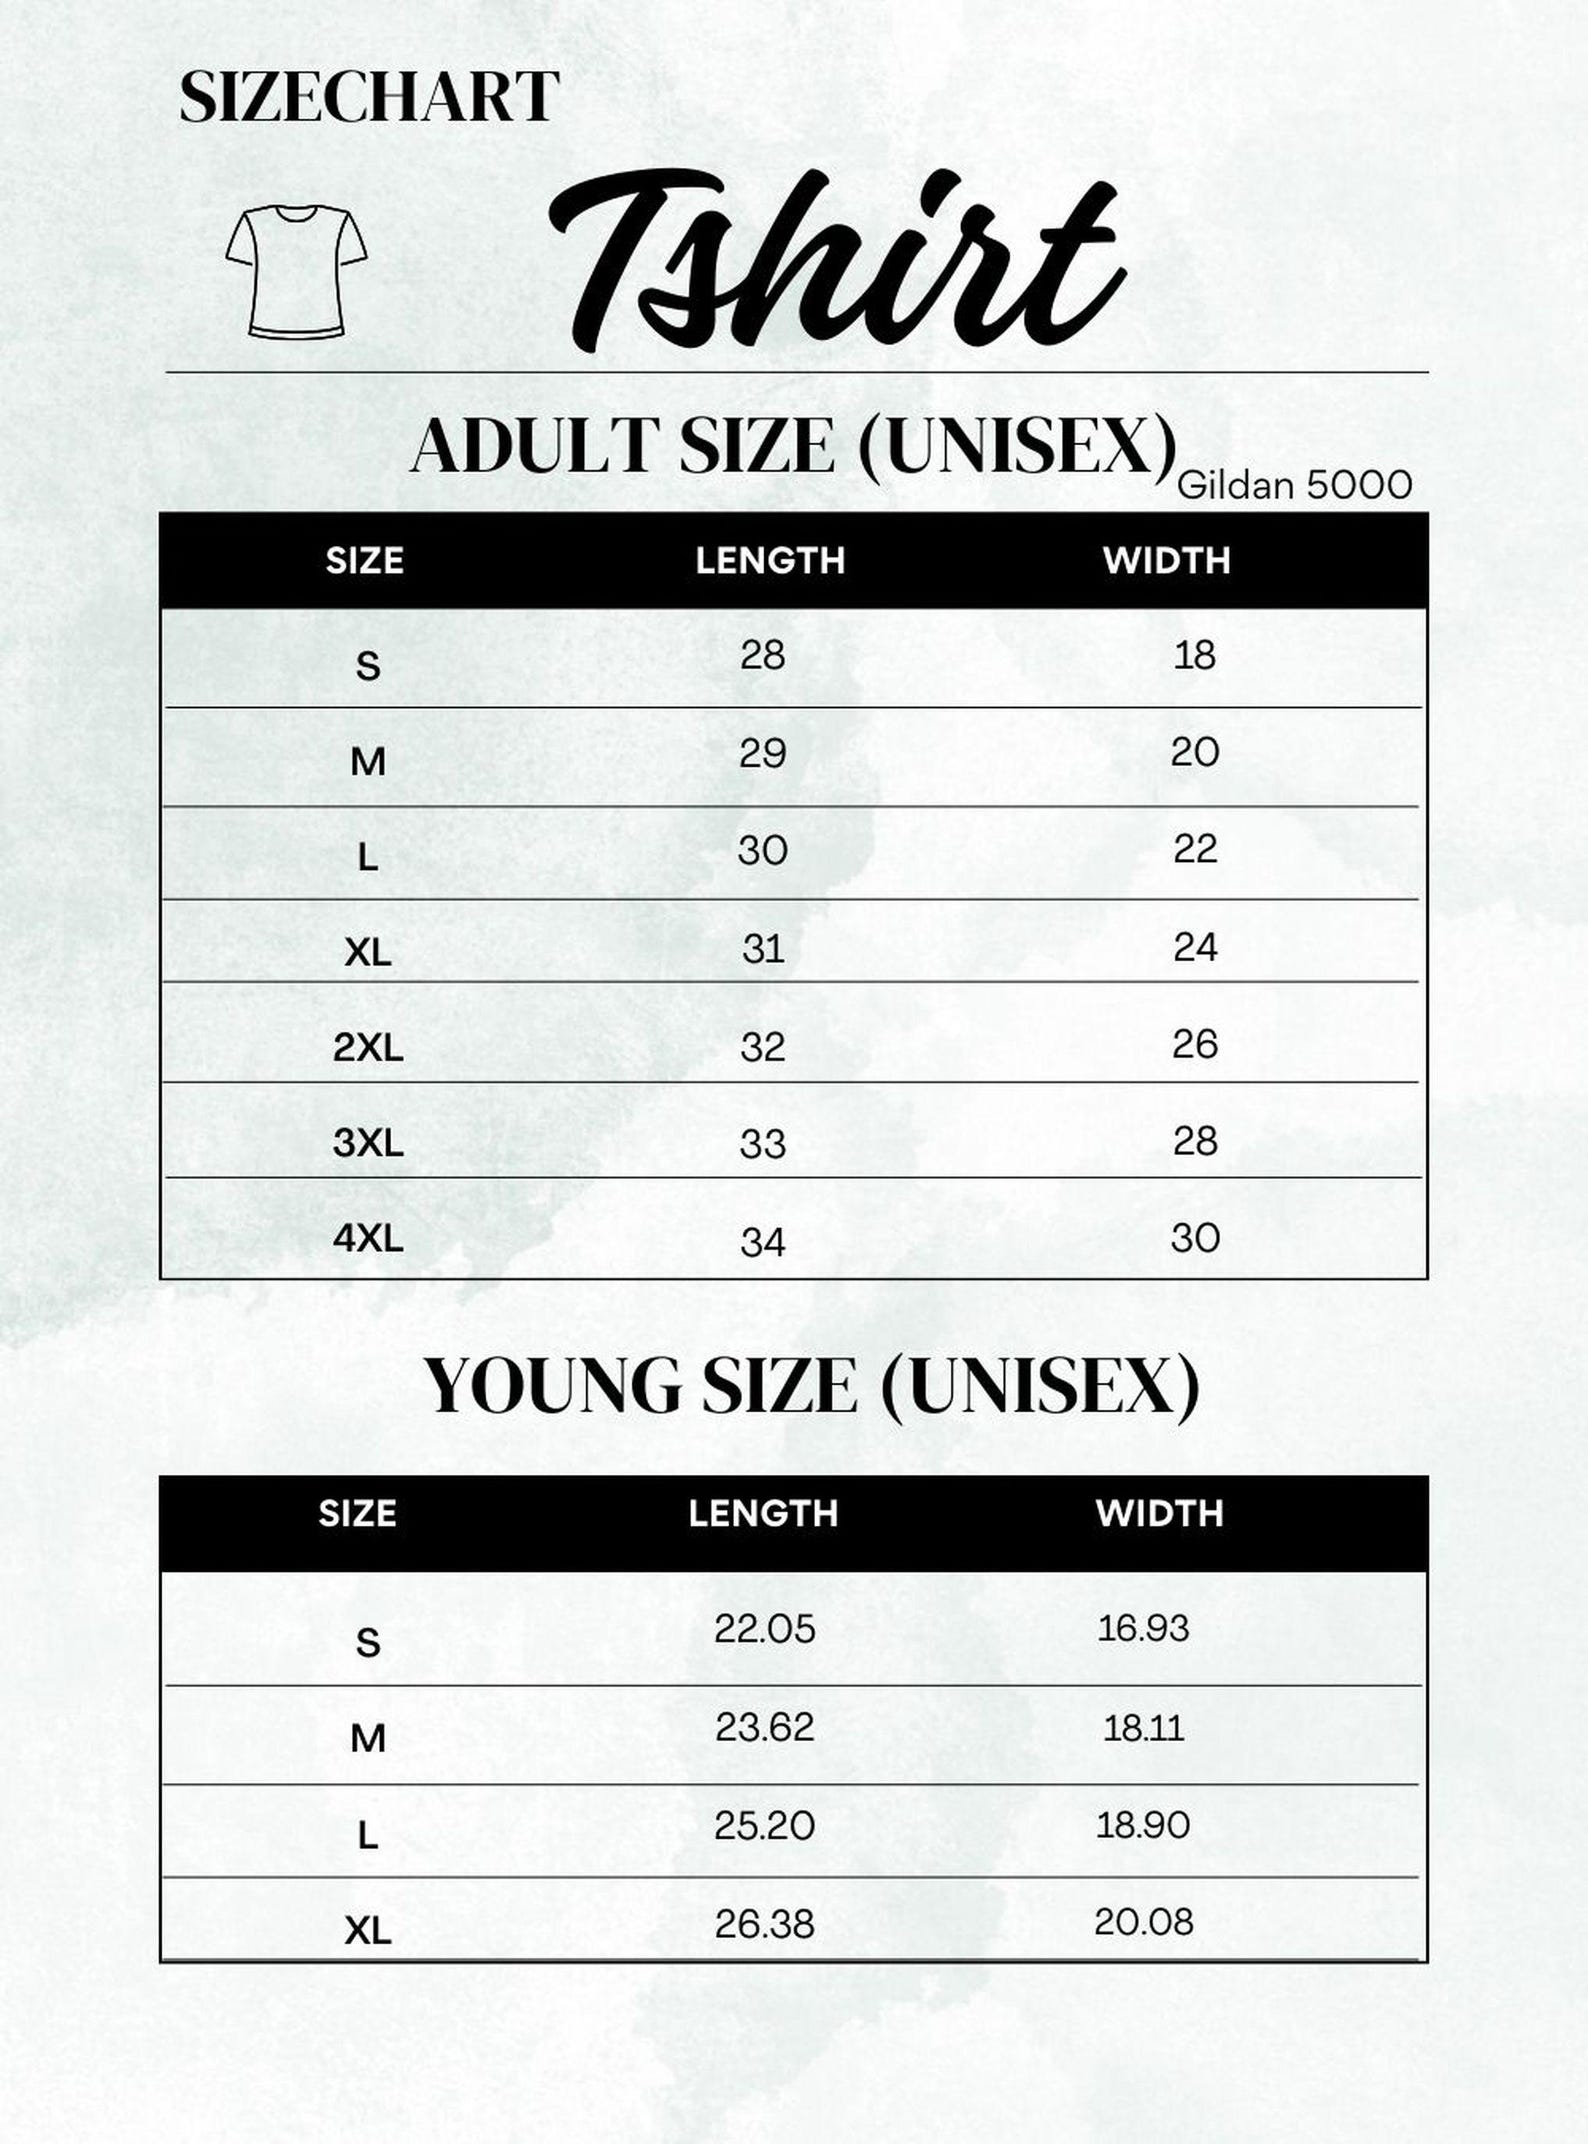 SIZECHART
Tshirt
ADULT SIZE (UNISEX)
Gildan 5000
SIZE LENGTH WIDTH
S 28 18
M 29 20
L 30 22
XL 31 24
2XL 32 26
3XL 33 28
4XL 34 30
YOUNG SIZE (UNISEX)
SIZE LENGTH WIDTH
S 22.05 16.93
M 23.62 18.11
L 25.20 18.90
XL 26.38 20.08